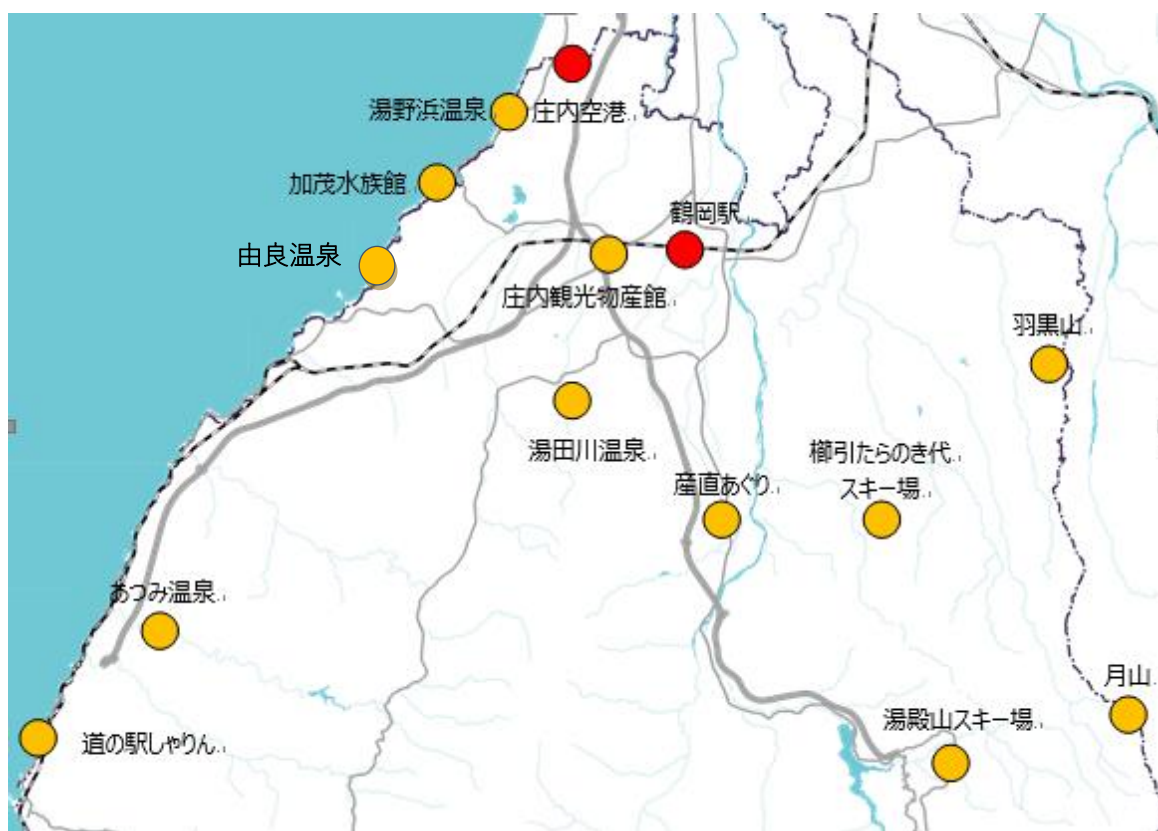 湯野浜温泉
庄内空港
加茂水族館
鶴岡駅
由良温泉
庄内観光物産館
羽黒山
湯田川温泉
櫛引たらのき代
スキー場
産直あぐり
あつみ温泉
月山
湯殿山スキー場
道の駅しゃりん